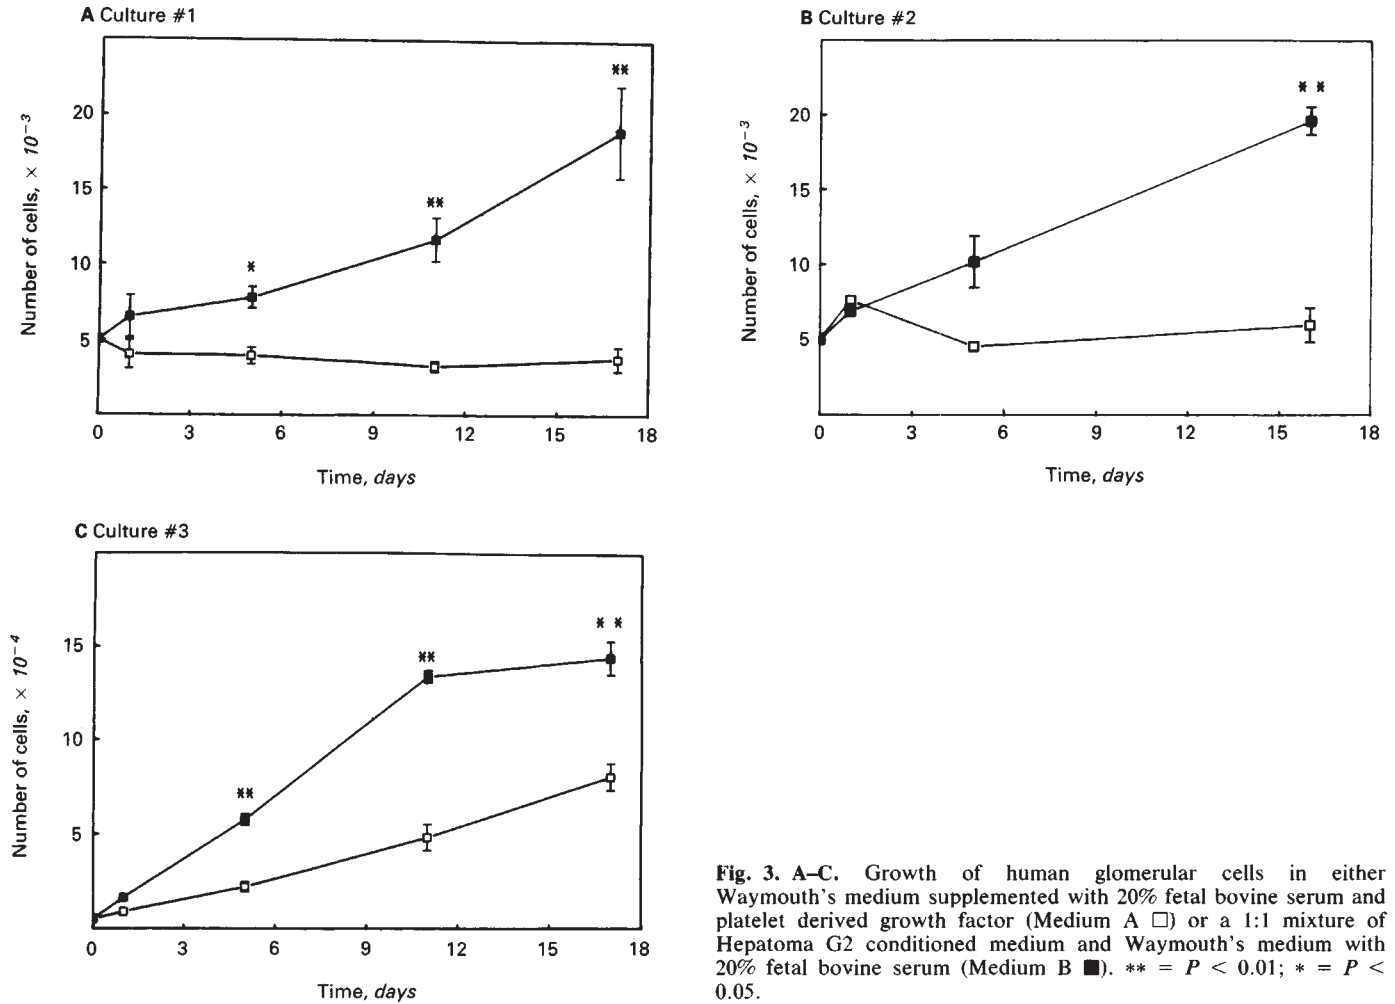 A Culture #1
Number of cells, × 10⁻³
20
15
10
5
**
**
*
0 3 6 9 12 15 18
Time, days
B Culture #2
Number of cells, × 10⁻³
20
15
10
5
* *
0 3 6 9 12 15 18
Time, days
C Culture #3
Number of cells, × 10⁻⁴
15
10
5
* *
**
**
0 3 6 9 12 15 18
Time, days
Fig. 3. A–C. Growth of human glomerular cells in either
Waymouth's medium supplemented with 20% fetal bovine serum and
platelet derived growth factor (Medium A □) or a 1:1 mixture of
Hepatoma G2 conditioned medium and Waymouth's medium with
20% fetal bovine serum (Medium B ■). ** = P < 0.01; * = P <
0.05.